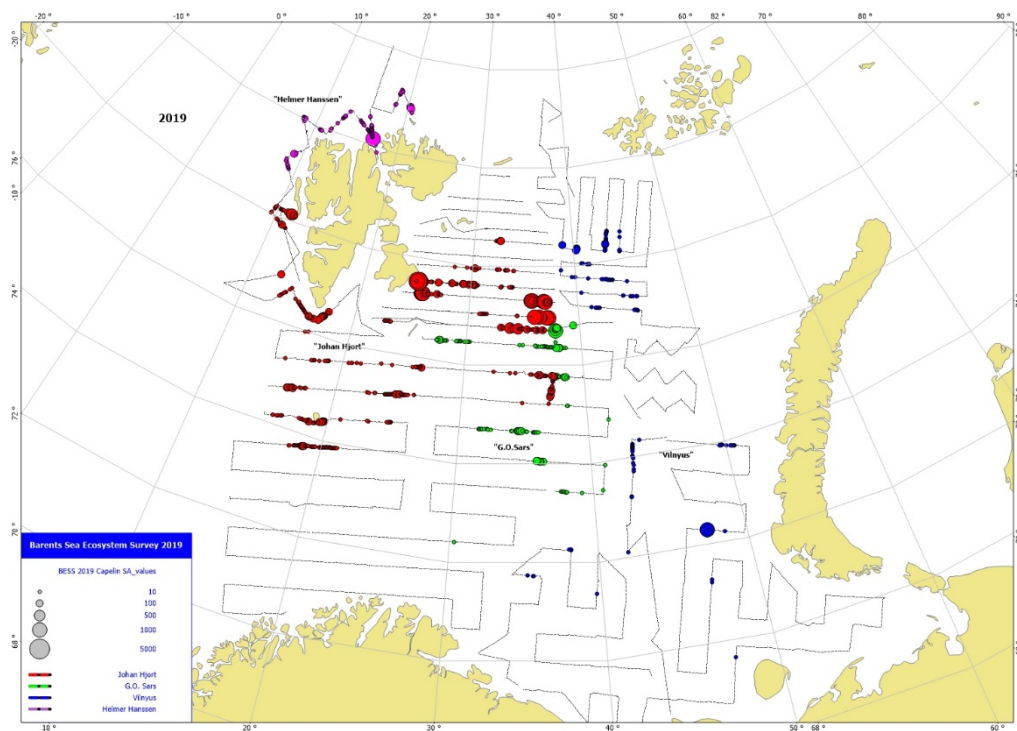 -20 ° -10 ° 0 ° 10 ° 20 ° 30 ° 40 ° 50 ° 60 ° 82 ° 70 ° 80 ° 90 °
-20 °
"Helmer Hanssen"
2019
76 °
-10 °
74 °
"Johan Hjort"
72 °
"G.O.Sars"
"Vilnyus"
70 °
Barents Sea Ecosystem Survey 2019
BESS 2019 Capelin SA_values
10
100
500
1000
5000
68 °
Johan Hjort
G.O. Sars
Vilnyus
Helmer Hanssen
10 ° 20 ° 30 ° 40 ° 50 ° 68 ° 60 °